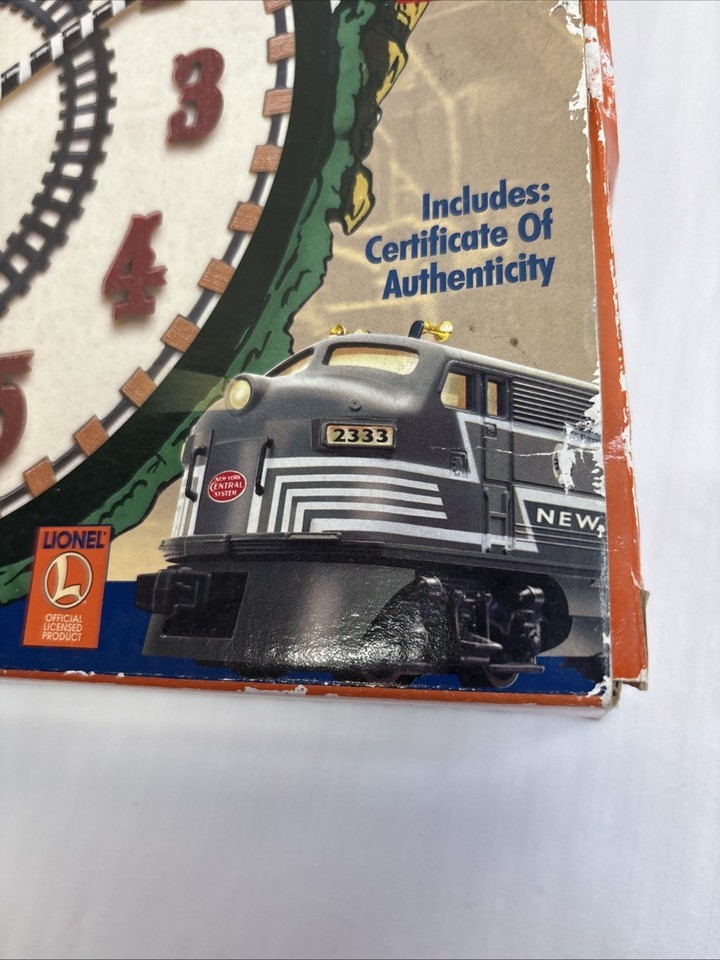 3
4
5
Includes:
Certificate Of
Authenticity
2333
NEW YORK
CENTRAL
SYSTEM
NEW
LIONEL®
L
OFFICIAL
LICENSED
PRODUCT